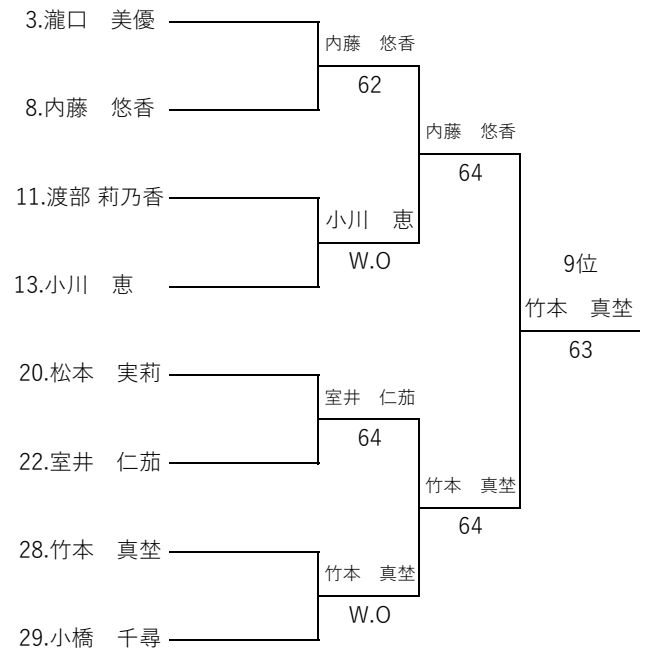 3.瀧口　美優
内藤　悠香
62
8.内藤　悠香
内藤　悠香
64
11.渡部 莉乃香
小川　恵
W.O
13.小川　恵
9位
竹本　真埜
63
20.松本　実莉
室井　仁茄
64
22.室井　仁茄
竹本　真埜
64
28.竹本　真埜
竹本　真埜
W.O
29.小橋　千尋